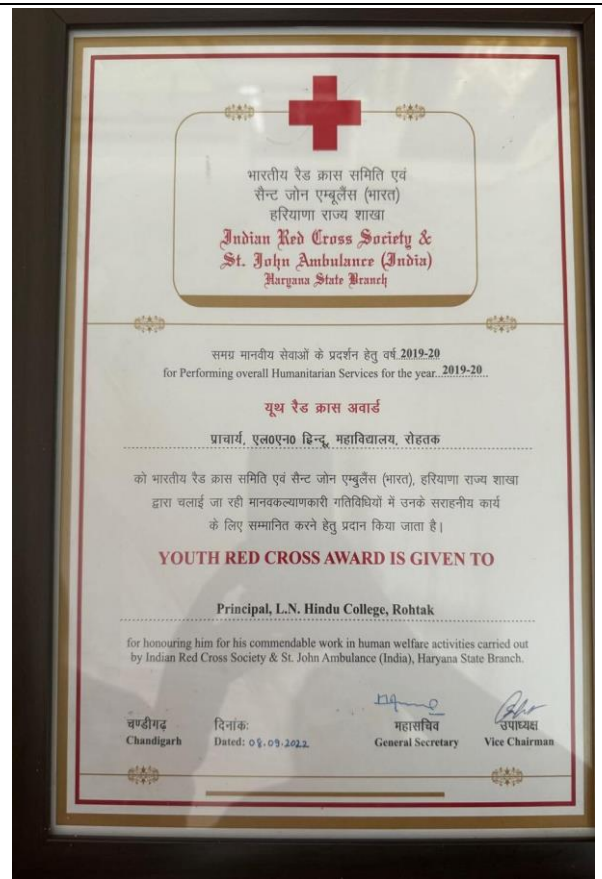 भारतीय रैड क्रास समिति एवं
सैन्ट जोन एम्बूलैंस (भारत)
हरियाणा राज्य शाखा
Indian Red Cross Society &
St. John Ambulance (India)
Haryana State Branch
समग्र मानवीय सेवाओं के प्रदर्शन हेतु वर्ष 2019-20
for Performing overall Humanitarian Services for the year 2019-20
यूथ रैड क्रास अवार्ड
प्राचार्य, एल०एन० हिन्दू, महाविद्यालय, रोहतक
को भारतीय रैड क्रास समिति एवं सैन्ट जोन एम्बुलैंस (भारत), हरियाणा राज्य शाखा
द्वारा चलाई जा रही मानवकल्याणकारी गतिविधियों में उनके सराहनीय कार्य
के लिए सम्मानित करने हेतु प्रदान किया जाता है।
YOUTH RED CROSS AWARD IS GIVEN TO
Principal, L.N. Hindu College, Rohtak
for honouring him for his commendable work in human welfare activities carried out
by Indian Red Cross Society & St. John Ambulance (India), Haryana State Branch.
चण्डीगढ़ दिनांकः महासचिव उपाध्यक्ष
Chandigarh Dated: 08.09.2022 General Secretary Vice Chairman